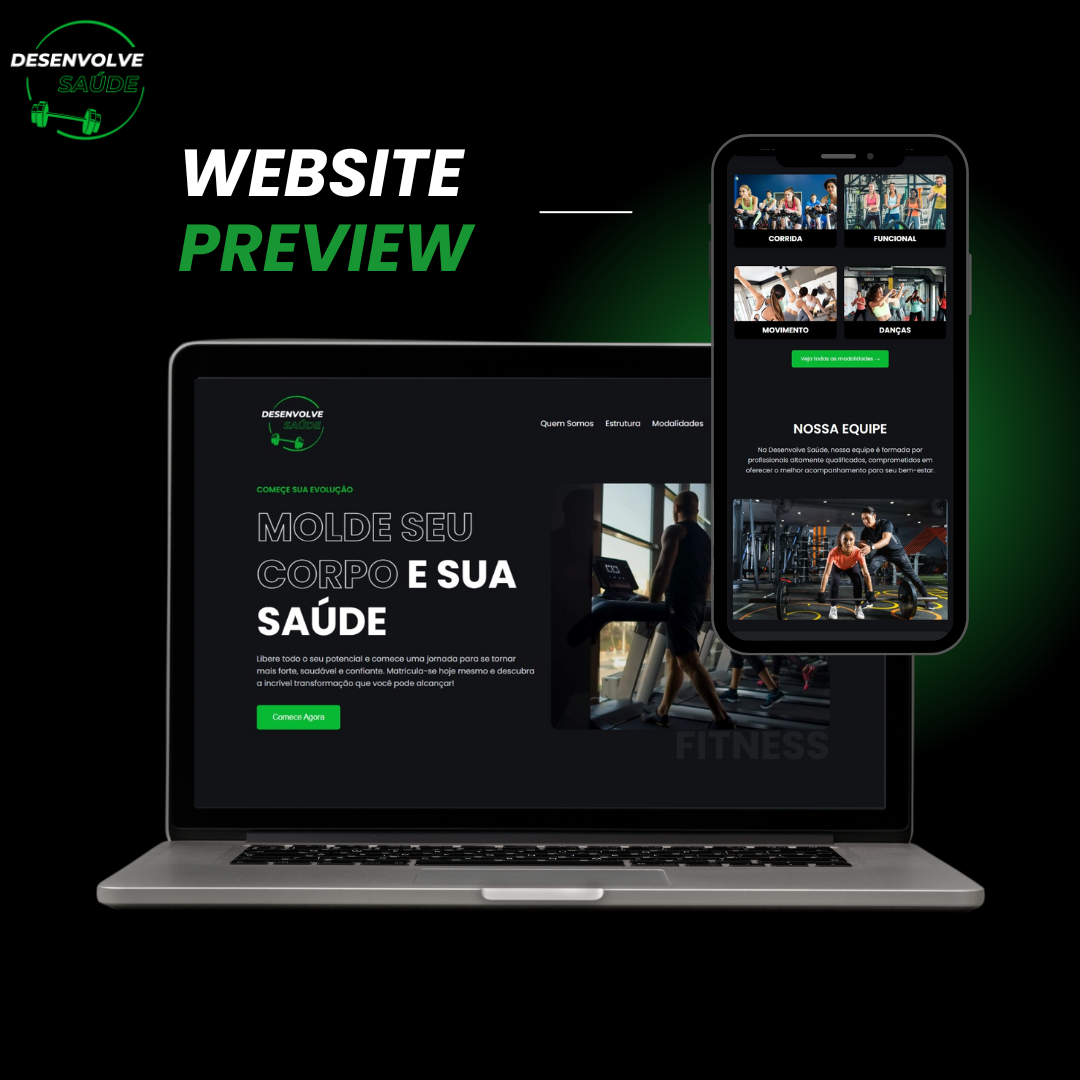 DESENVOLVE
SAÚDE
WEBSITE
PREVIEW
DESENVOLVE
SAÚDE
Quem Somos Estrutura Modalidades
COMEÇE SUA EVOLUÇÃO
MOLDE SEU
CORPO E SUA
SAÚDE
Libere todo o seu potencial e comece uma jornada para se tornar
mais forte, saudável e confiante. Matricula-se hoje mesmo e descubra
a incrível transformação que você pode alcançar!
Comece Agora
FITNESS
CORRIDA
FUNCIONAL
MOVIMENTO
DANÇAS
Veja todas as modalidades →
NOSSA EQUIPE
Na Desenvolve Saúde, nossa equipe é formada por
profissionais altamente qualificados, comprometidos em
oferecer o melhor acompanhamento para seu bem-estar.